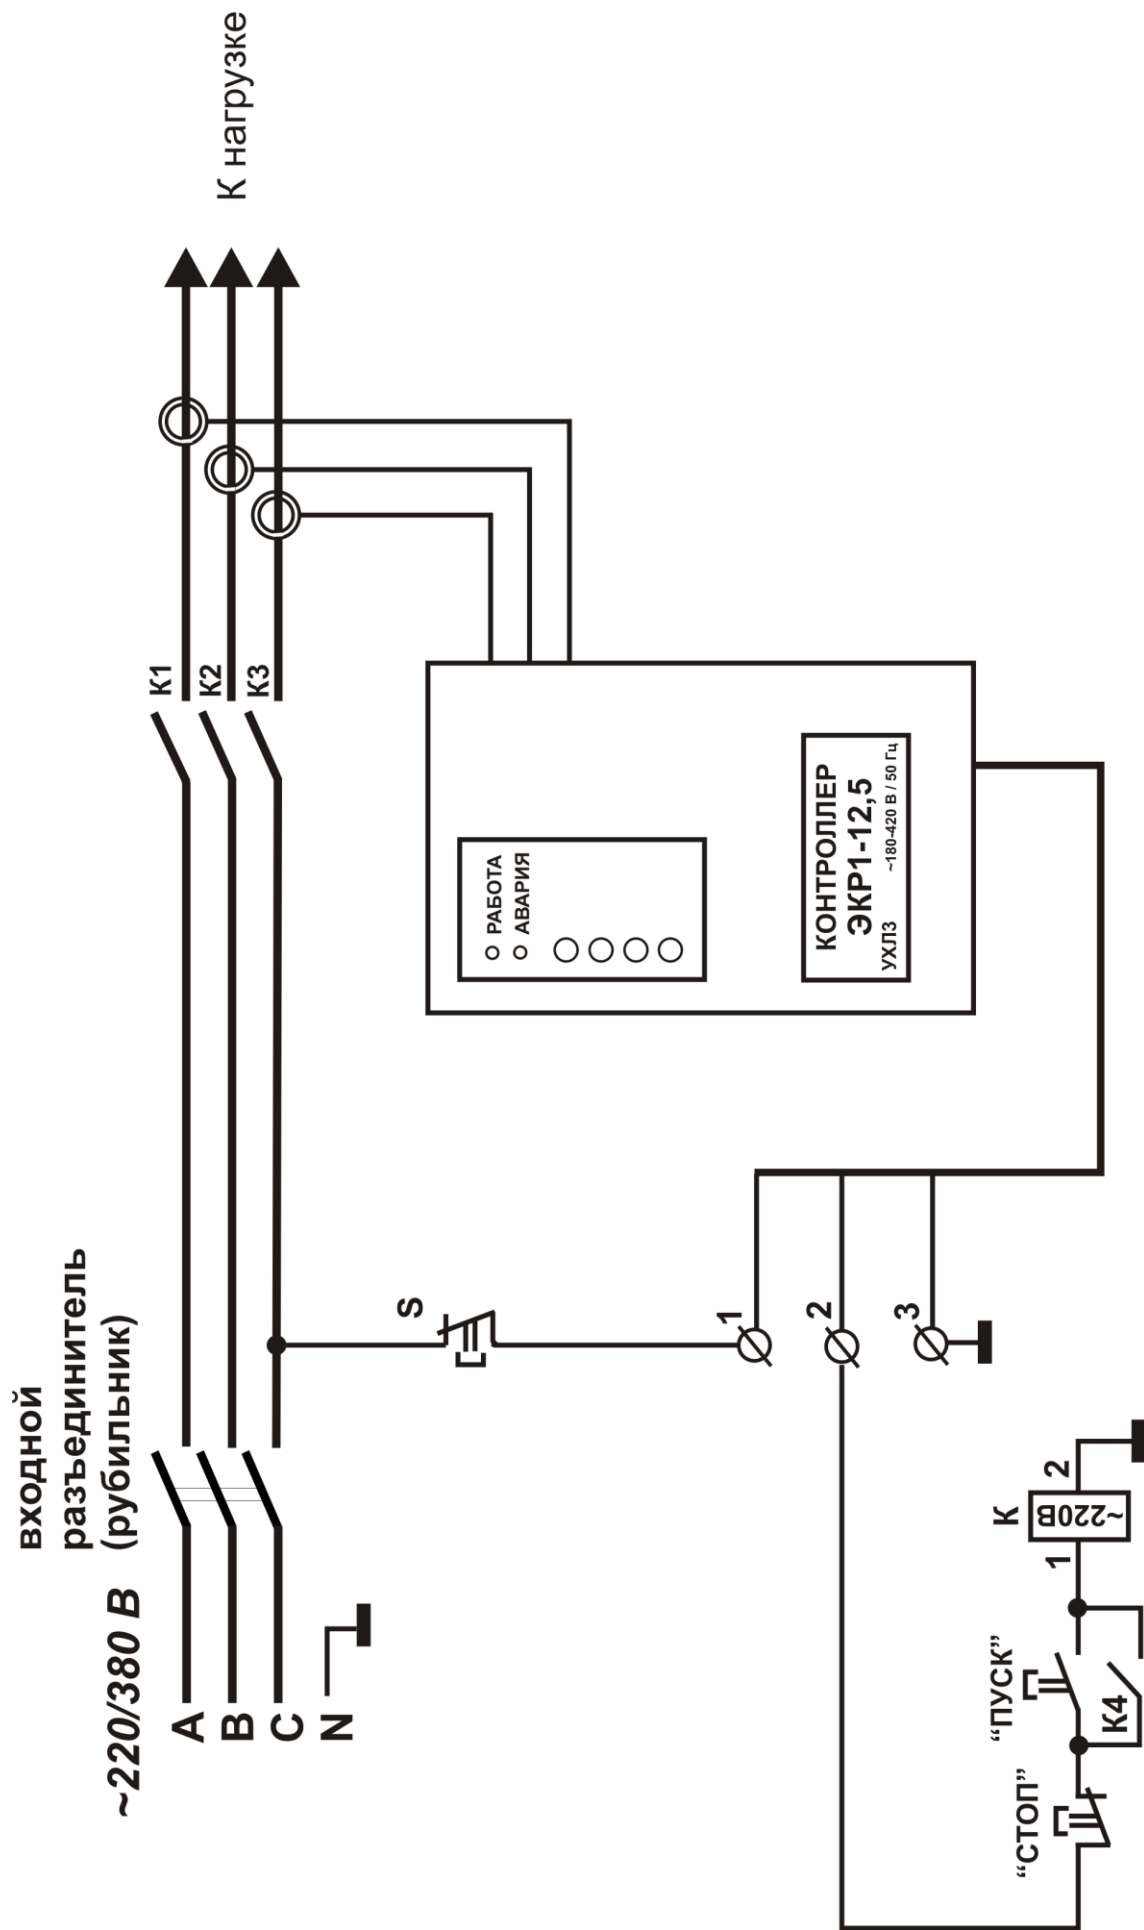 входной
разъединитель
(рубильник)
~220/380 В
A
B
C
N
К1
К2
К3
К нагрузке
S
1
2
3
РАБОТА
АВАРИЯ
КОНТРОЛЛЕР
ЭКР1-12,5
УХЛ3 ~180-420 В / 50 Гц
“СТОП”
“ПУСК”
К4
К
1
~220В
2